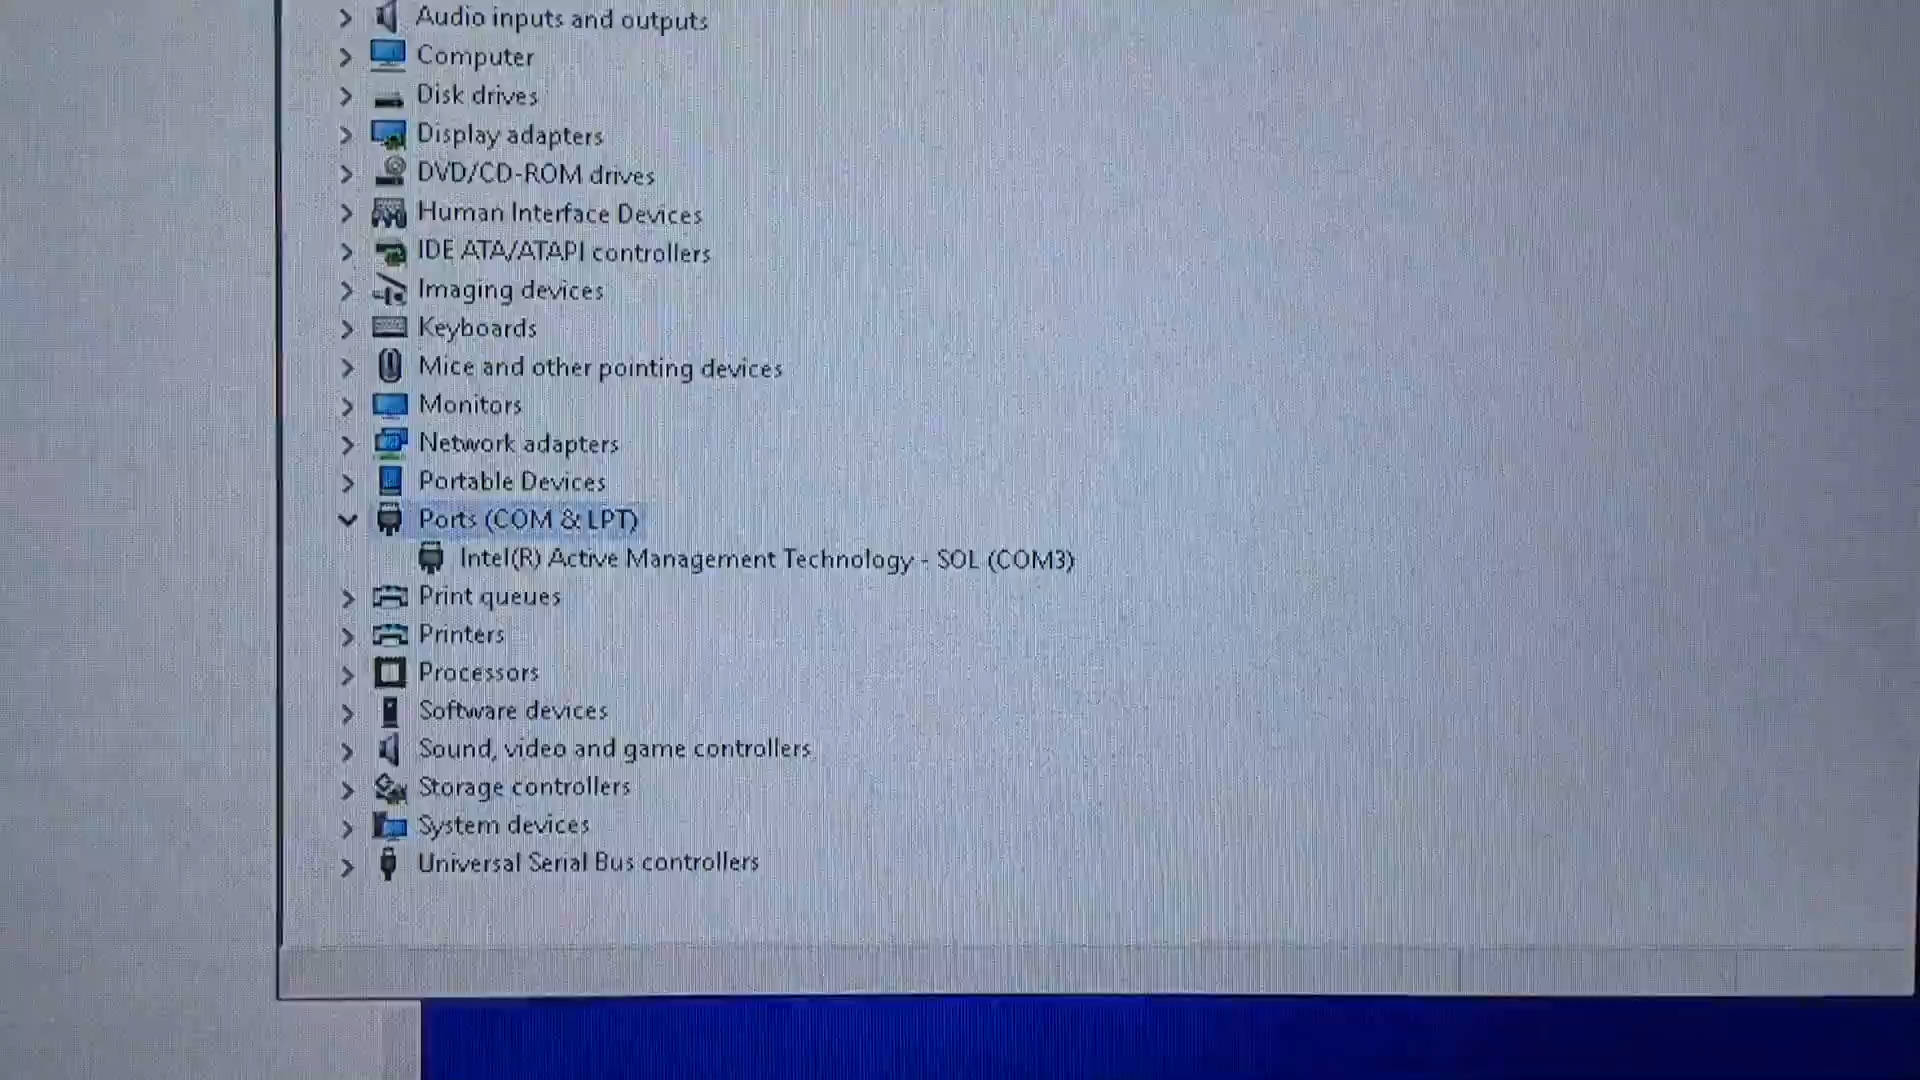 Audio inputs and outputs
Computer
Disk drives
Display adapters
DVD/CD-ROM drives
Human Interface Devices
IDE ATA/ATAPI controllers
Imaging devices
Keyboards
Mice and other pointing devices
Monitors
Network adapters
Portable Devices
Ports (COM & LPT)
Intel(R) Active Management Technology - SOL (COM3)
Print queues
Printers
Processors
Software devices
Sound, video and game controllers
Storage controllers
System devices
Universal Serial Bus controllers